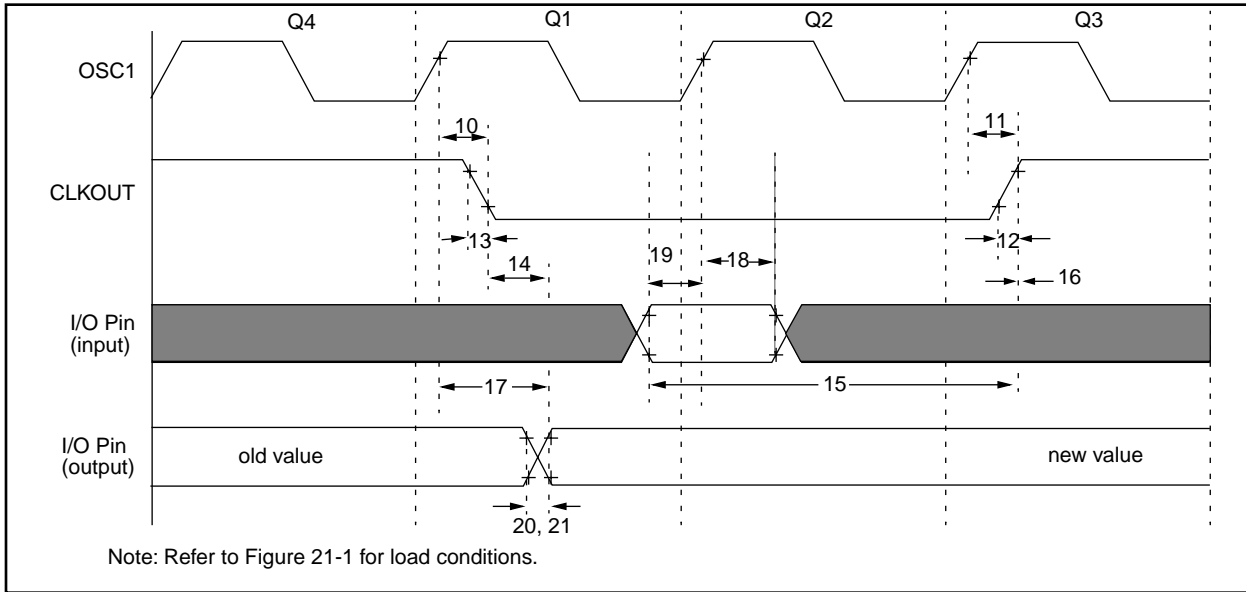 Q4 Q1 Q2 Q3
OSC1
10 11
CLKOUT
13 12
14 19 18
16
I/O Pin
(input)
17 15
I/O Pin
(output)
old value new value
20, 21
Note: Refer to Figure 21-1 for load conditions.